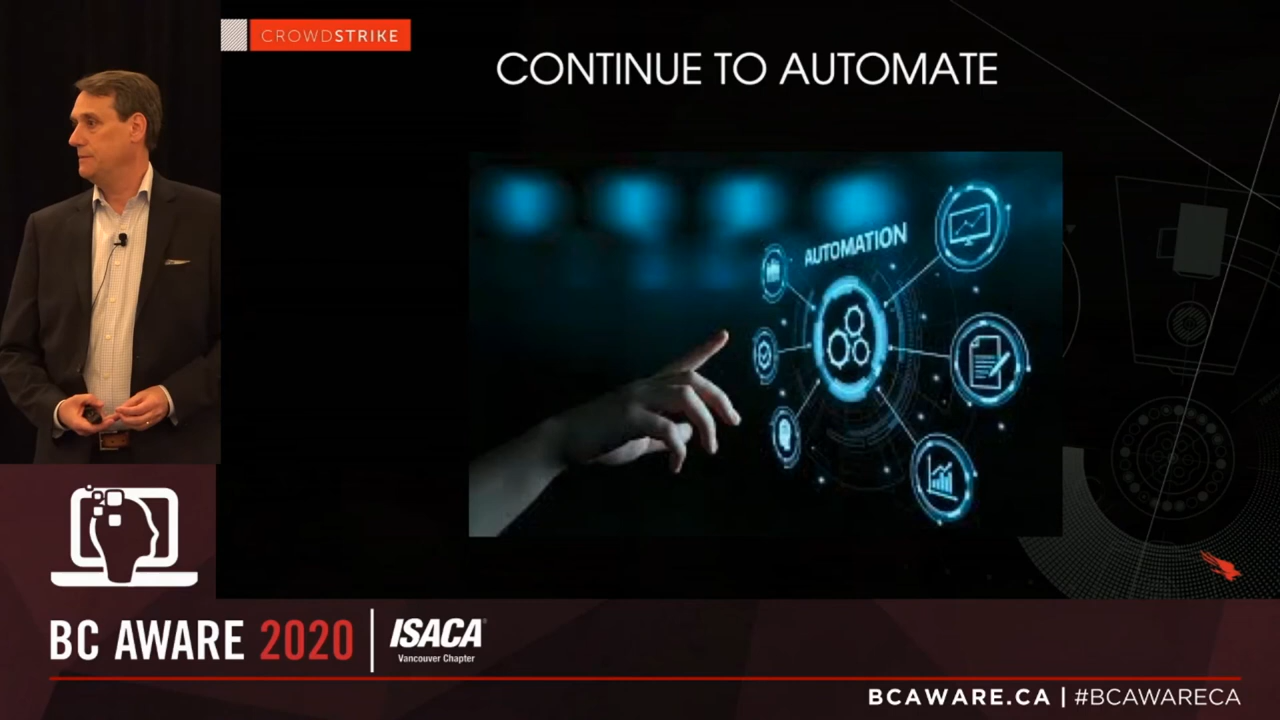 CROWDSTRIKE
CONTINUE TO AUTOMATE
AUTOMATION
BC AWARE 2020 | ISACA®
Vancouver Chapter
BCAWARE.CA | #BCAWARECA